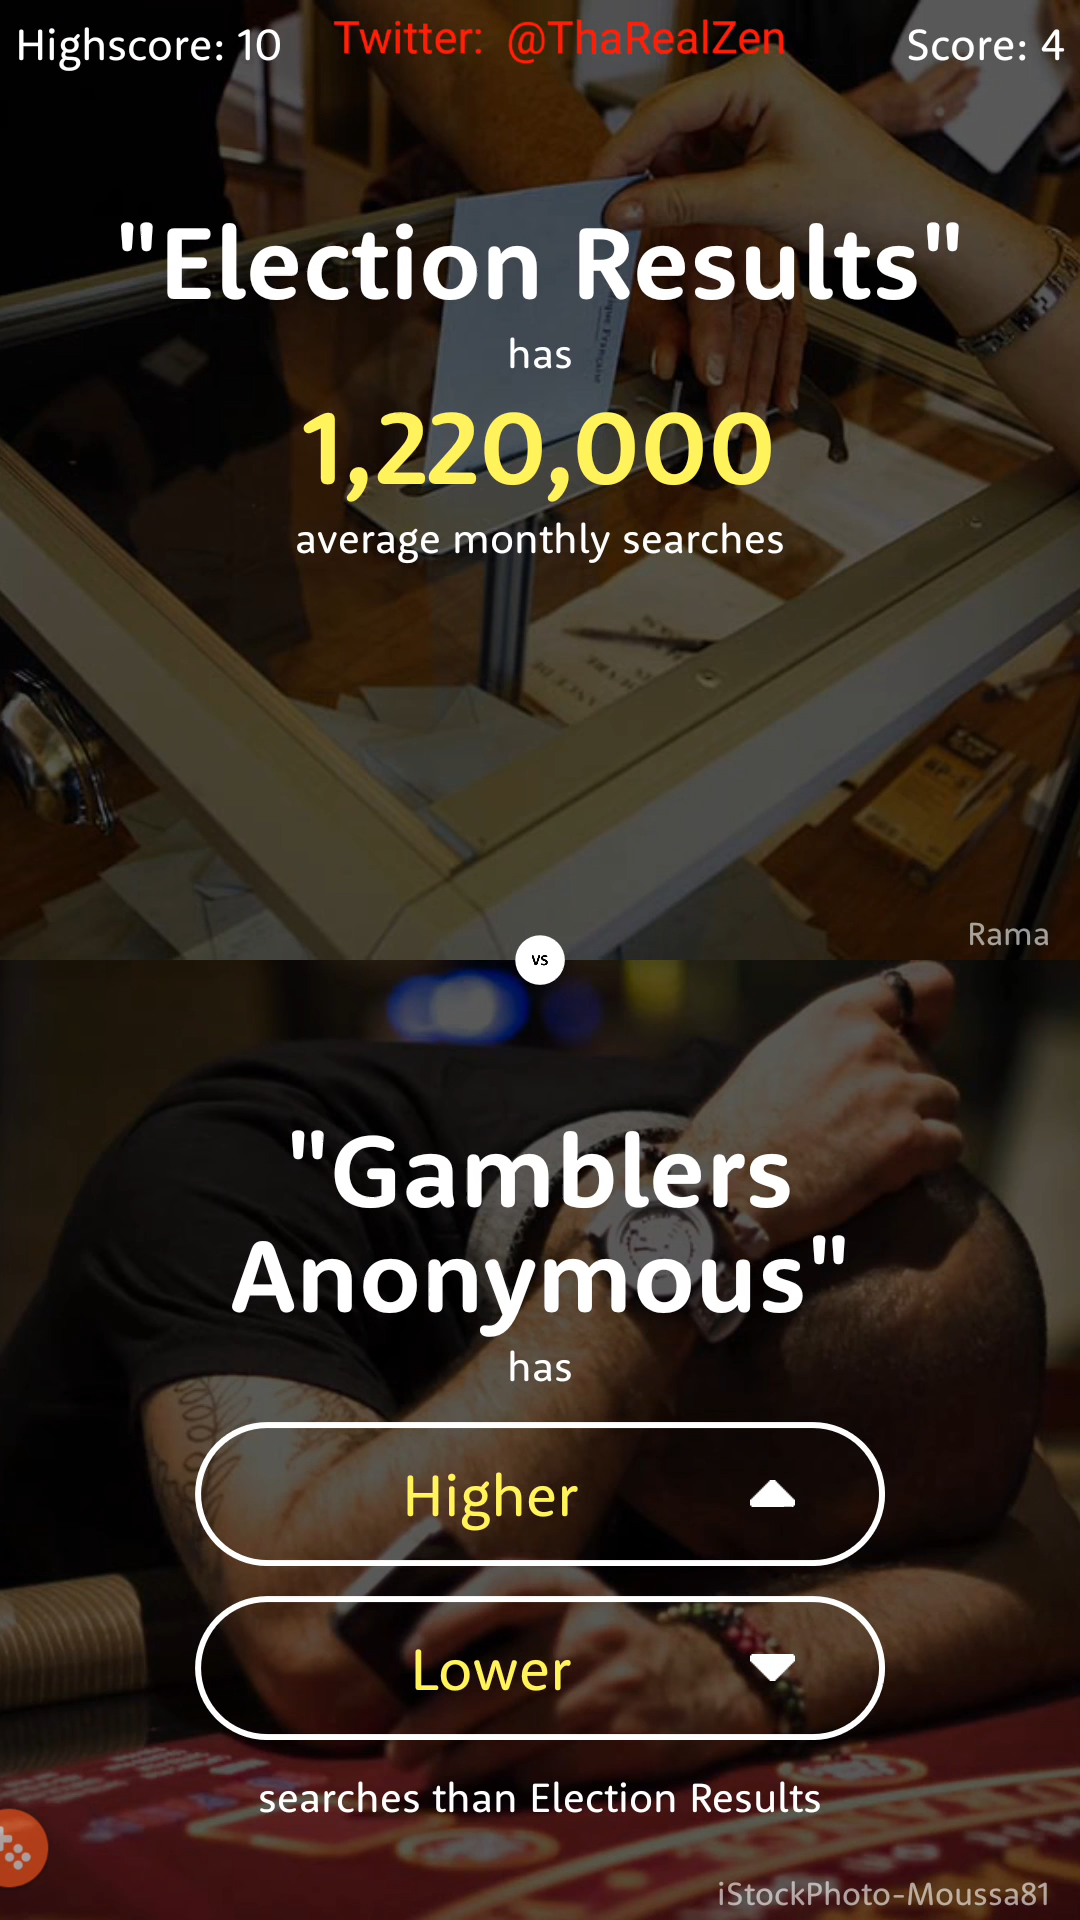 Highscore: 10
Twitter: @ThaRealZen
Score: 4
"Election Results"
has
1,220,000
average monthly searches
Rama
VS
"Gamblers
Anonymous"
has
Higher
Lower
searches than Election Results
iStockPhoto-Moussa81